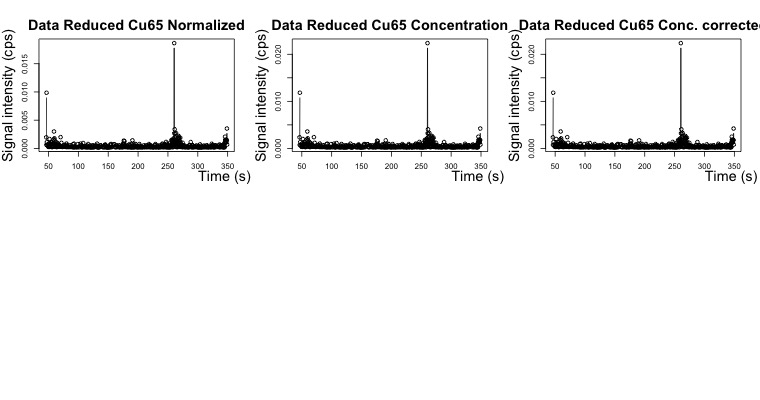 Data Reduced Cu65 Normalized
Signal intensity (cps)
0.000 0.005 0.010 0.015
50 100 150 200 250 300 350
Time (s)
Data Reduced Cu65 Concentration
Signal intensity (cps)
0.000 0.010 0.020
50 100 150 200 250 300 350
Time (s)
Data Reduced Cu65 Conc. corrected
Signal intensity (cps)
0.000 0.010 0.020
50 100 150 200 250 300 350
Time (s)